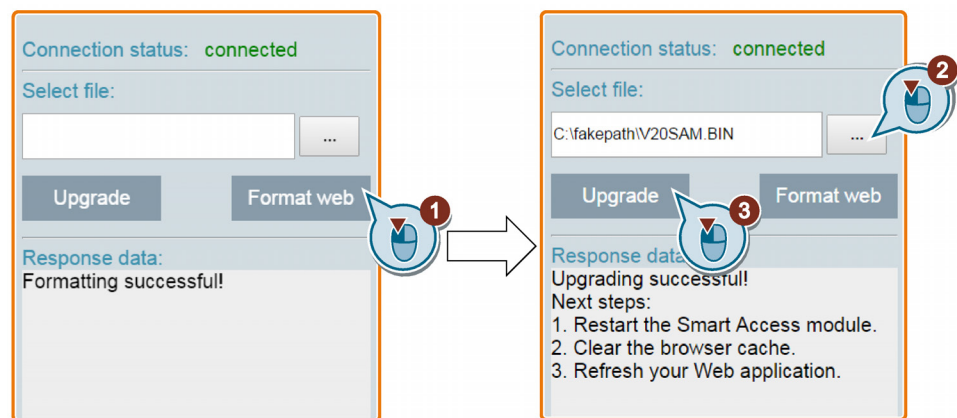 Connection status: connected
Select file:
...
Upgrade
Format web
1
Response data:
Formatting successful!
Connection status: connected
2
Select file:
C:\fakepath\V20SAM.BIN
...
Upgrade
Format web
3
Response data:
Upgrading successful!
Next steps:
1. Restart the Smart Access module.
2. Clear the browser cache.
3. Refresh your Web application.